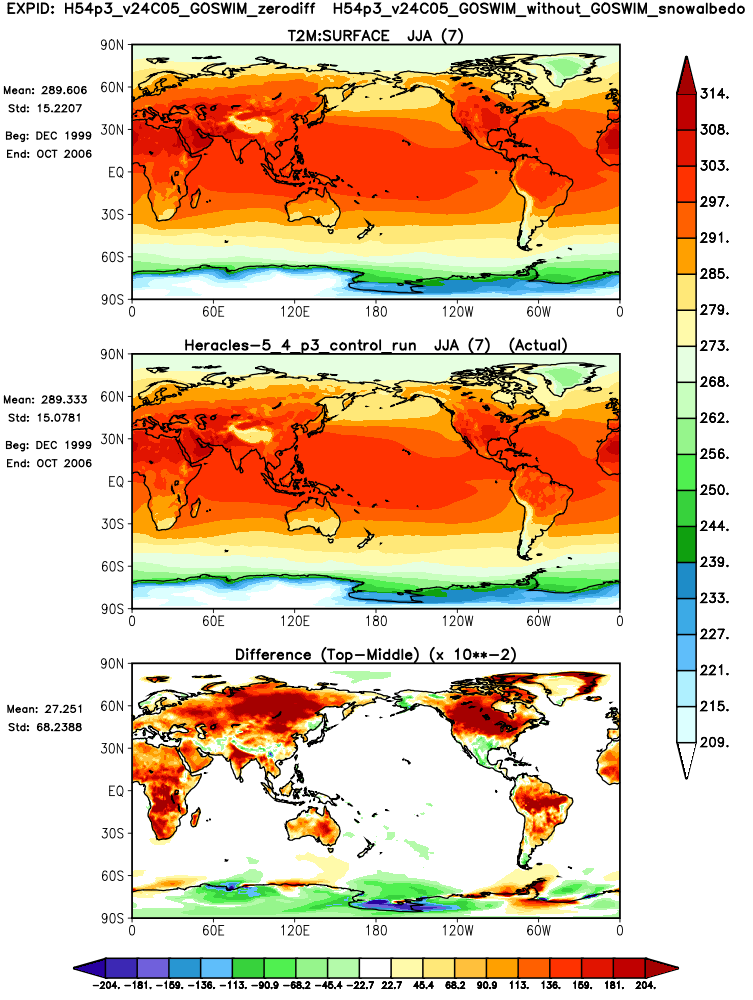 EXPID: H54p3_v24C05_GOSWIM_zerodiff H54p3_v24C05_GOSWIM_without_GOSWIM_snowalbedo
T2M:SURFACE JJA (7)
Mean: 289.606
Std: 15.2207
Beg: DEC 1999
End: OCT 2006
90N
60N
30N
EQ
30S
60S
90S
0 60E 120E 180 120W 60W 0
Heracles-5_4_p3_control_run JJA (7) (Actual)
Mean: 289.333
Std: 15.0781
Beg: DEC 1999
End: OCT 2006
90N
60N
30N
EQ
30S
60S
90S
0 60E 120E 180 120W 60W 0
Difference (Top-Middle) (x 10**-2)
Mean: 27.251
Std: 68.2388
90N
60N
30N
EQ
30S
60S
90S
0 60E 120E 180 120W 60W 0
314.
308.
303.
297.
291.
285.
279.
273.
268.
262.
256.
250.
244.
239.
233.
227.
221.
215.
209.
-204. -181. -159. -136. -113. -90.9 -68.2 -45.4 -22.7 22.7 45.4 68.2 90.9 113. 136. 159. 181. 204.